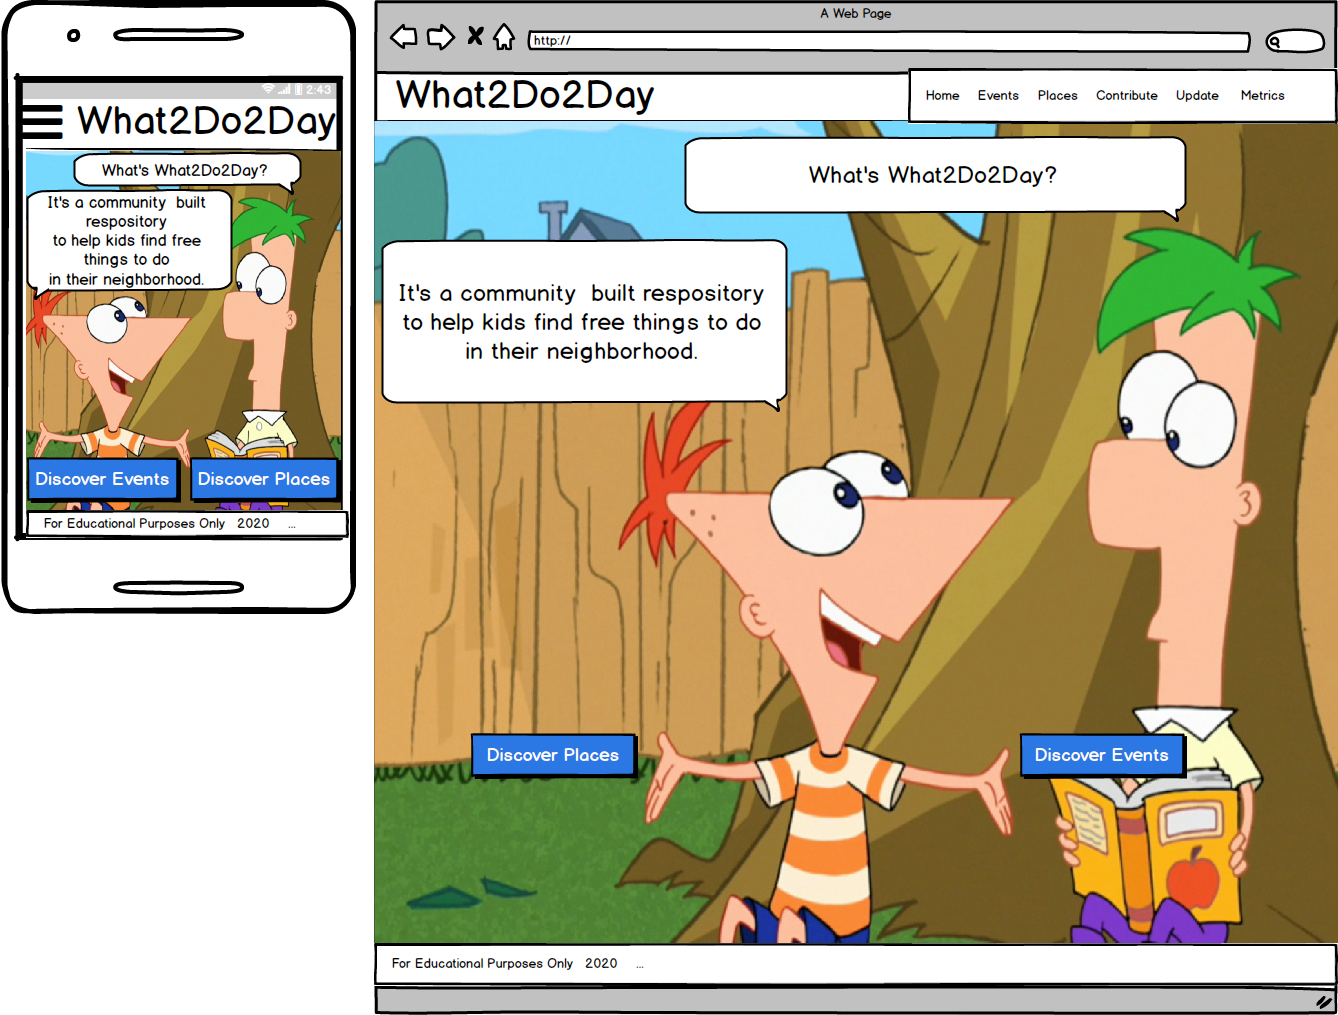 2:43
What2Do2Day
What's What2Do2Day?
It's a community  built
respository
to help kids find free
things to do
in their neighborhood.
Discover Events
Discover Places
For Educational Purposes Only   2020   ...
A Web Page
http://
What2Do2Day
Home   Events   Places   Contribute   Update   Metrics
What's What2Do2Day?
It's a community  built respository
to help kids find free things to do
in their neighborhood.
Discover Places
Discover Events
For Educational Purposes Only   2020   ...